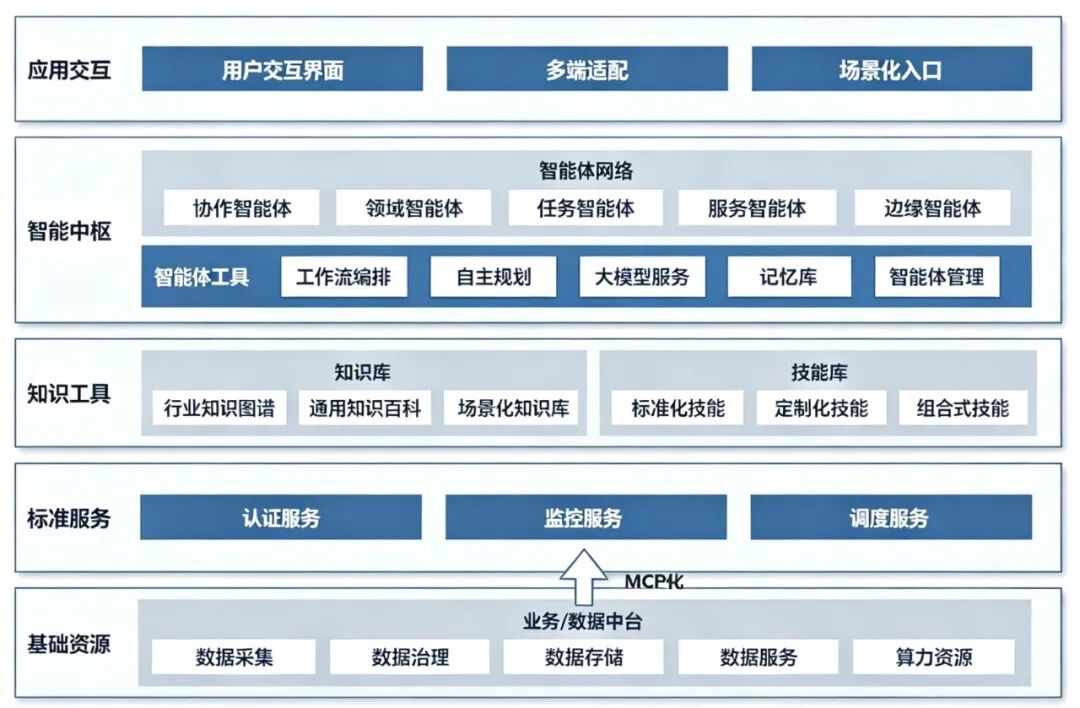 应用交互
用户交互界面
多端适配
场景化入口
智能中枢
智能体网络
协作智能体
领域智能体
任务智能体
服务智能体
边缘智能体
智能体工具
工作流编排
自主规划
大模型服务
记忆库
智能体管理
知识工具
知识库
行业知识图谱
通用知识百科
场景化知识库
技能库
标准化技能
定制化技能
组合式技能
标准服务
认证服务
监控服务
调度服务
MCP化
基础资源
业务/数据中台
数据采集
数据治理
数据存储
数据服务
算力资源